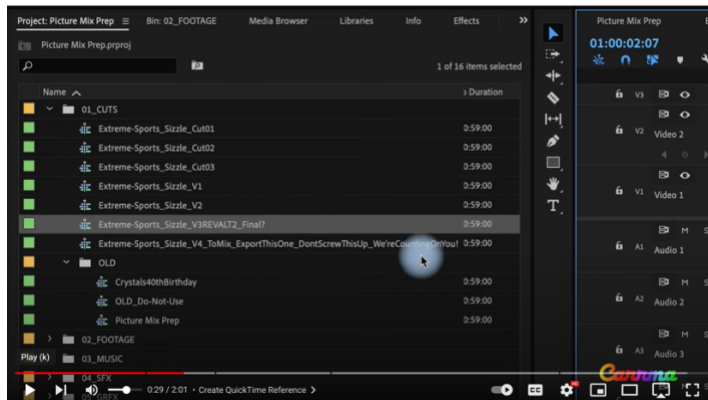 Project: Picture Mix Prep
Bin: 02_FOOTAGE
Media Browser
Libraries
Info
Effects
Picture Mix Prep
Picture Mix Prep.prproj
01:00:02:07
1 of 16 items selected
Name
Duration
01_CUTS
Extreme-Sports_Sizzle_Cut01 0:59:00
Extreme-Sports_Sizzle_Cut02 0:59:00
Extreme-Sports_Sizzle_Cut03 0:59:00
Extreme-Sports_Sizzle_V1 0:59:00
Extreme-Sports_Sizzle_V2 0:59:00
Extreme-Sports_Sizzle_V3REVALT2_Final? 0:59:00
Extreme-Sports_Sizzle_V4_ToMix_ExportThisOne_DontScrewThisUp_We'reCountingOnYou! 0:59:00
OLD
Crystals40thBirthday 0:59:00
OLD_Do-Not-Use 0:59:00
Picture Mix Prep 0:59:00
02_FOOTAGE
03_MUSIC
04_SFX
05_GRFX
V3
V2 Video 2
V1 Video 1
M S
A1 Audio 1
M S
A2 Audio 2
M S
A3 Audio 3
Play (k)
0:29 / 2:01 • Create QuickTime Reference
CC
HD